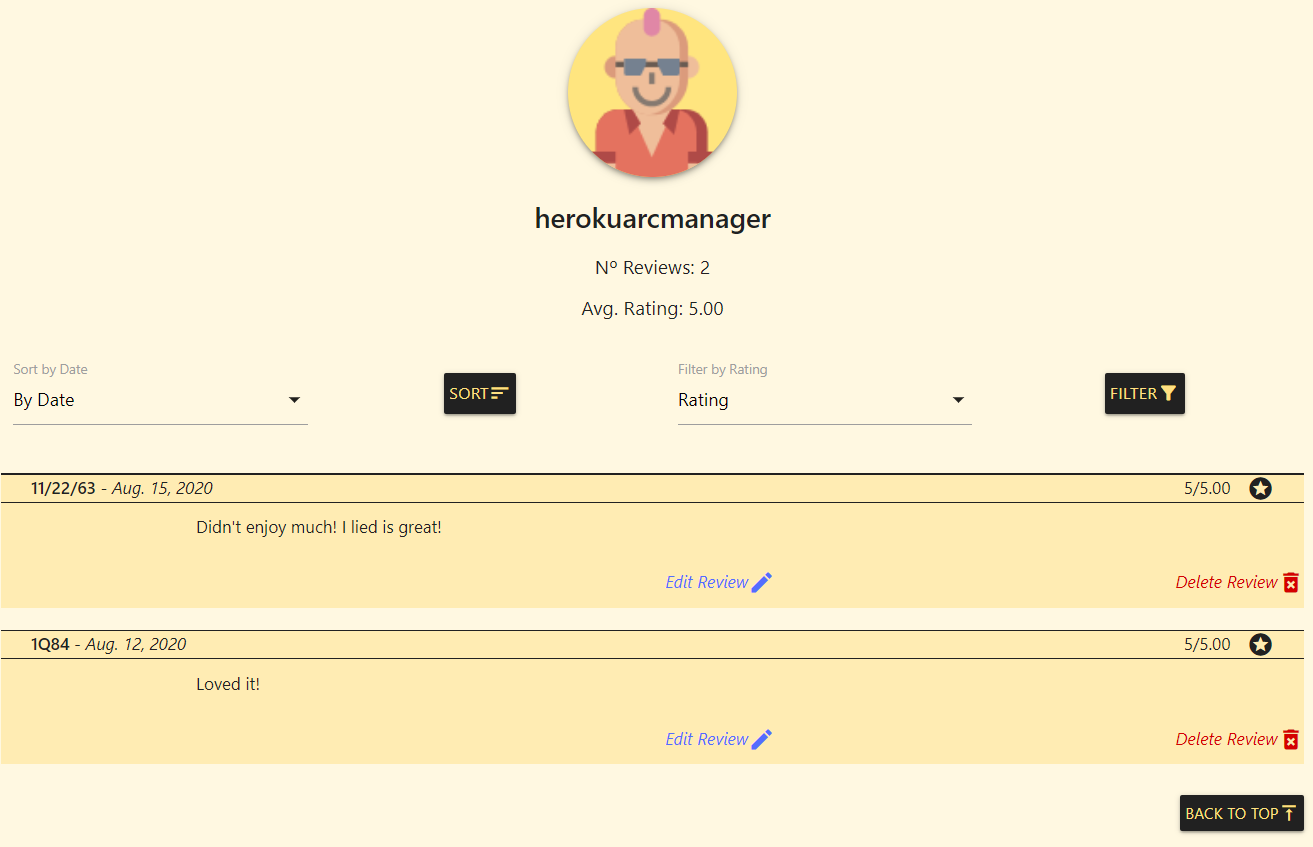 herokuarcmanager
Nº Reviews: 2
Avg. Rating: 5.00
Sort by Date
By Date
SORT
Filter by Rating
Rating
FILTER
11/22/63 - Aug. 15, 2020 5/5.00
Didn't enjoy much! I lied is great!
Edit Review Delete Review
1Q84 - Aug. 12, 2020 5/5.00
Loved it!
Edit Review Delete Review
BACK TO TOP